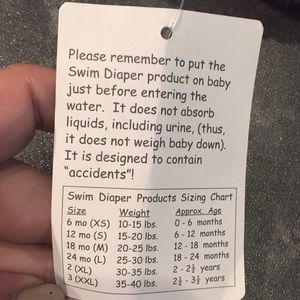 Please remember to put the
Swim Diaper product on baby
just before entering the
water. It does not absorb
liquids, including urine, (thus,
it does not weigh baby down).
It is designed to contain
"accidents"!
Swim Diaper Products Sizing Chart
Size Weight Approx. Age
6 mo (XS) 10-15 lbs. 0 - 6 months
12 mo (S) 15-20 lbs. 6 - 12 months
18 mo (M) 20-25 lbs. 12 - 18 months
24 mo (L) 25-30 lbs. 18 - 24 months
2 (XL) 30-35 lbs. 2 - 2½ years
3 (XXL) 35-40 lbs. 2½ - 3½ years